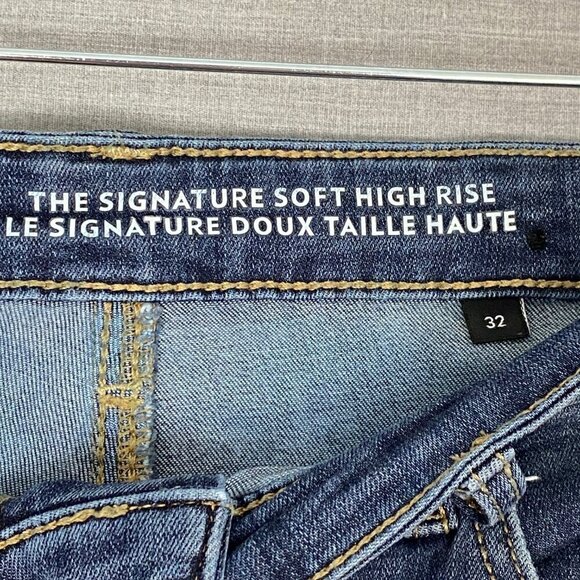 THE SIGNATURE SOFT HIGH RISE
LE SIGNATURE DOUX TAILLE HAUTE
32